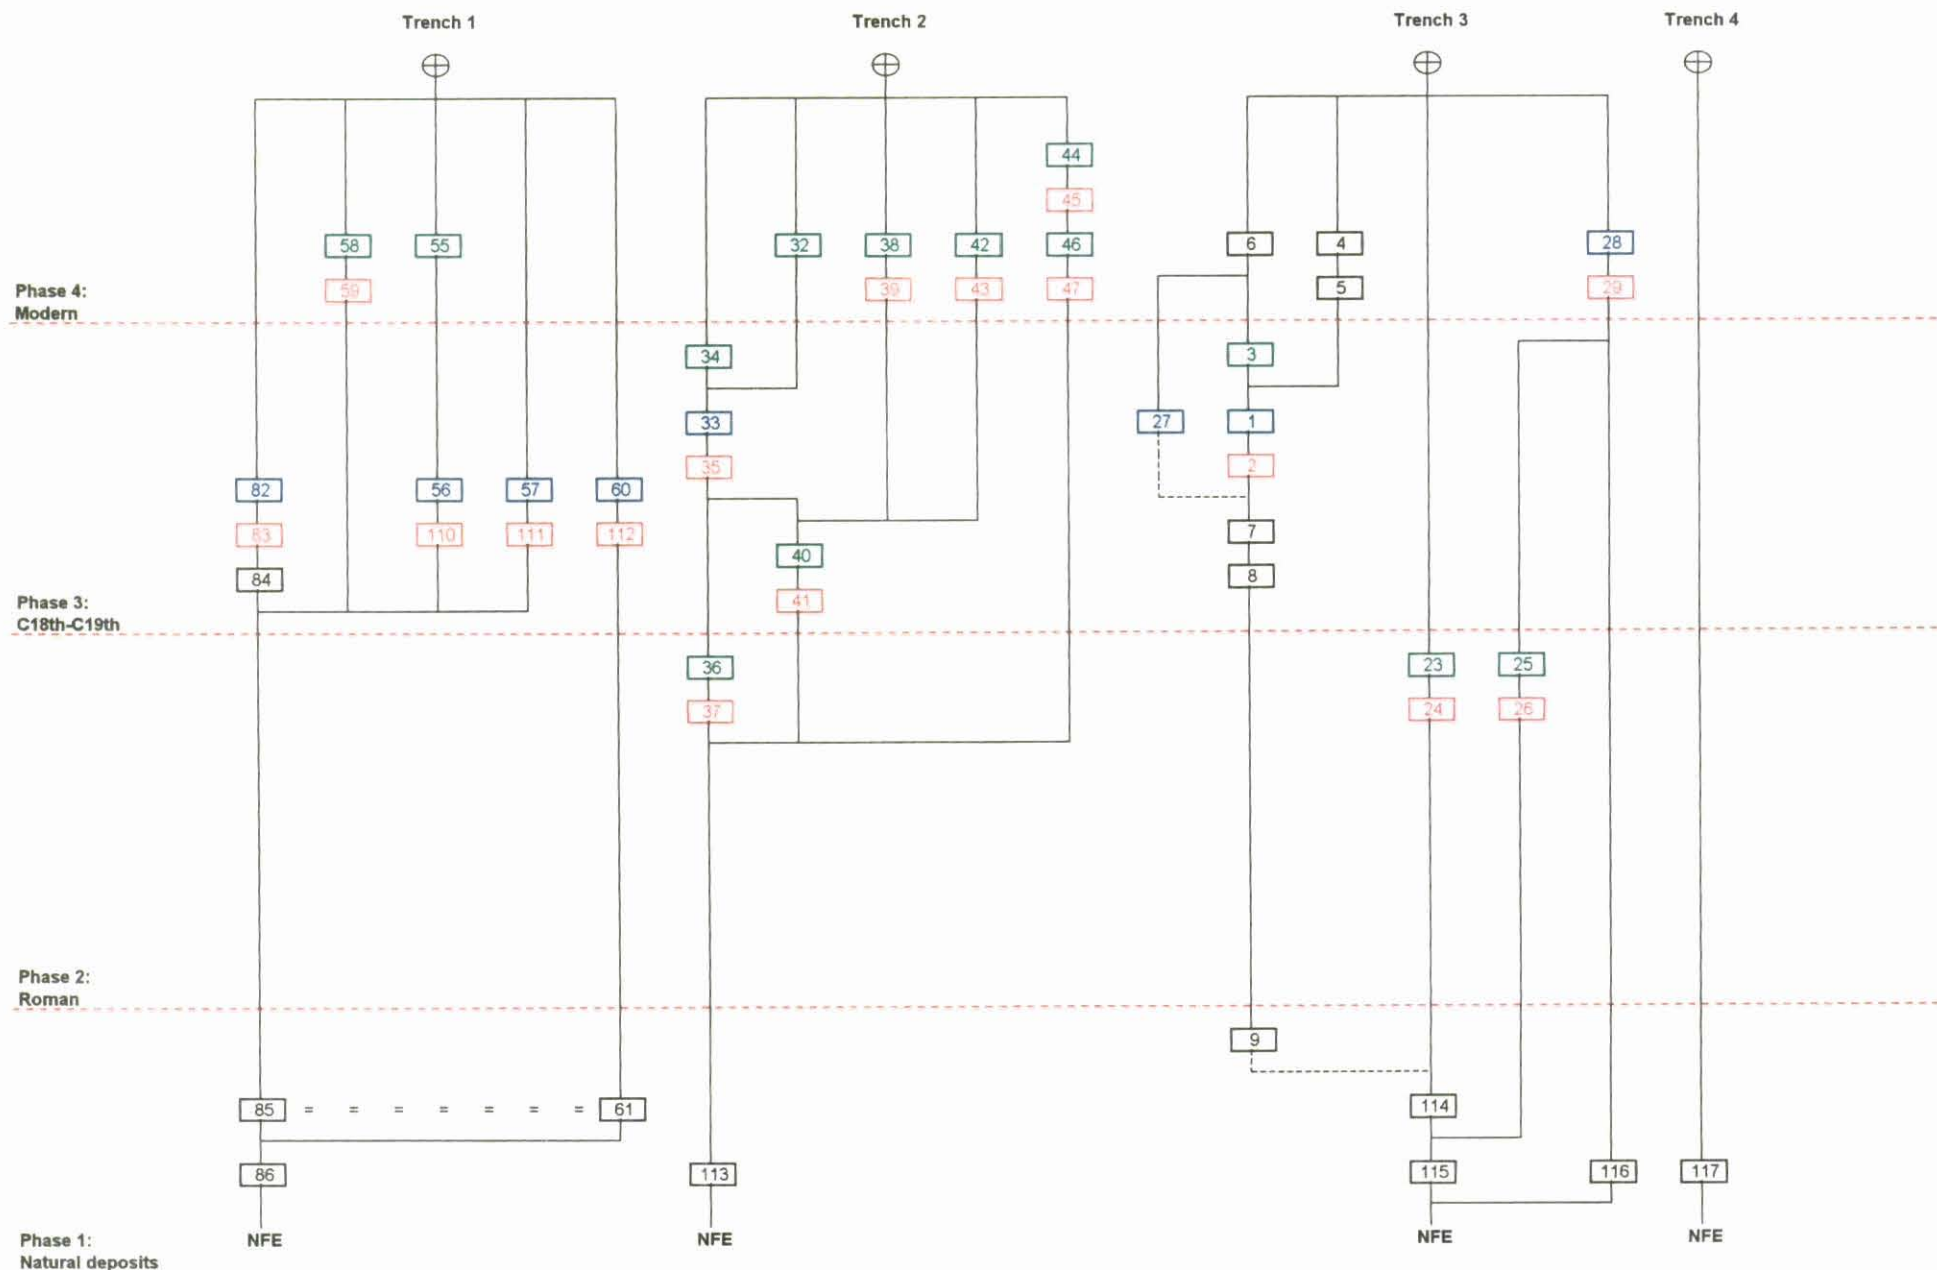 Trench 1
Trench 2
Trench 3
Trench 4
44
45
58
55
32
38
42
46
6
4
28
59
39
43
47
5
29
Phase 4:
Modern
34
3
33
27
1
35
2
82
56
57
60
83
110
111
112
7
40
84
8
41
Phase 3:
C18th-C19th
36
23
25
37
24
26
Phase 2:
Roman
9
85 = = = = = = = 61
114
86
113
115
116
117
NFE
NFE
NFE
NFE
Phase 1:
Natural deposits